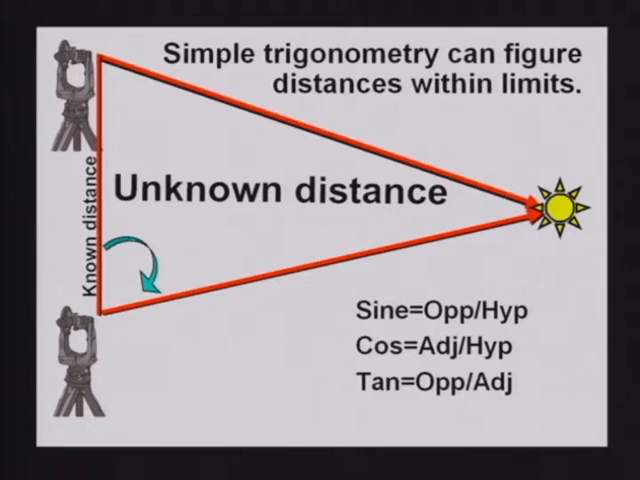 Simple trigonometry can figure
distances within limits.
Known distance
Unknown distance
Sine=Opp/Hyp
Cos=Adj/Hyp
Tan=Opp/Adj